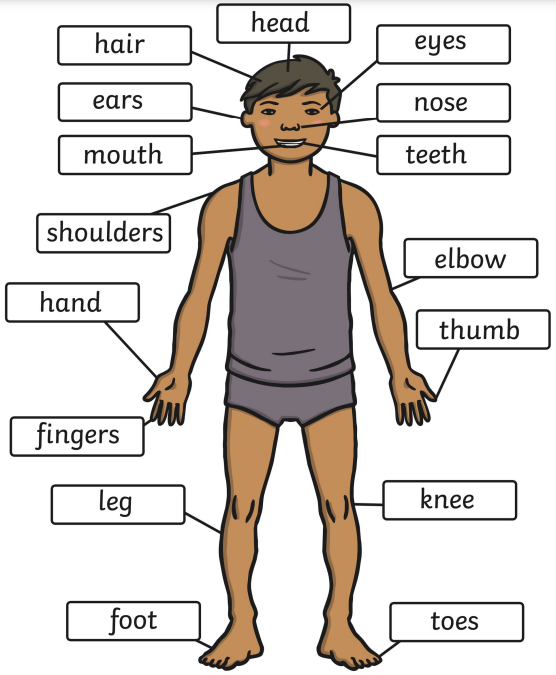 head
hair
eyes
ears
nose
mouth
teeth
shoulders
elbow
hand
thumb
fingers
leg
knee
foot
toes